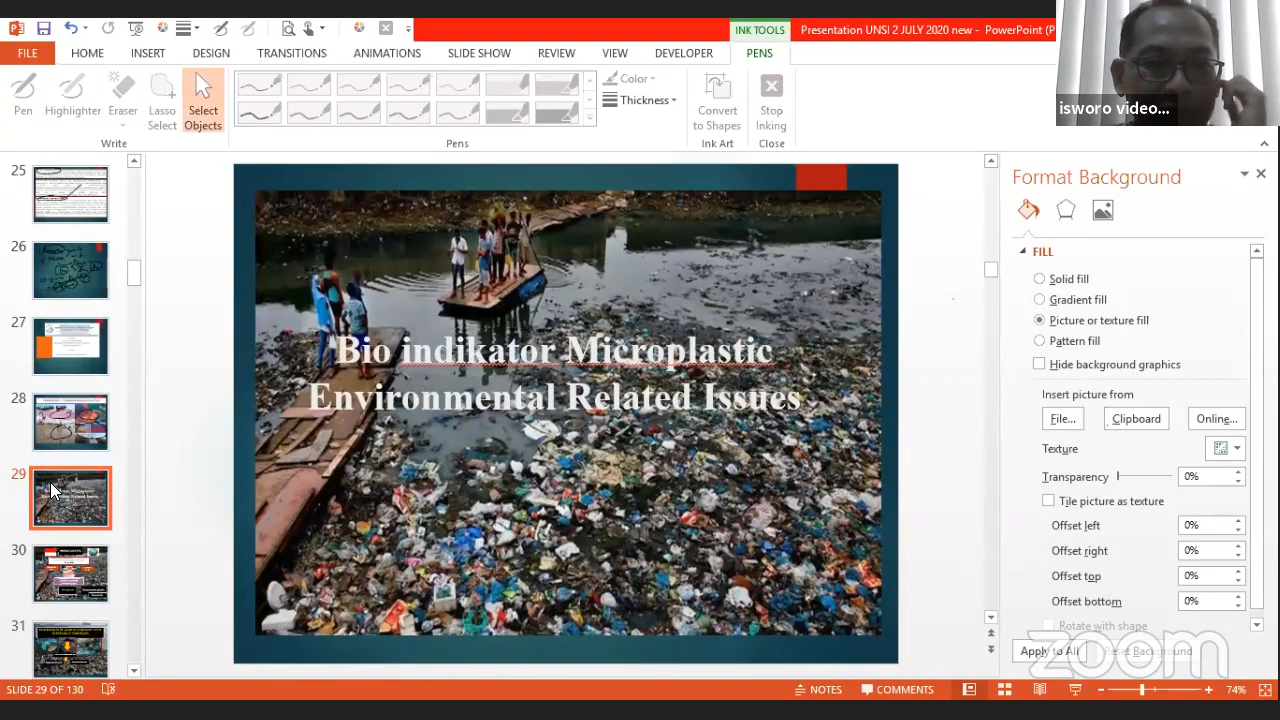 INK TOOLS
Presentation UNSI 2 JULY 2020 new - PowerPoint (P
FILE
HOME
INSERT
DESIGN
TRANSITIONS
ANIMATIONS
SLIDE SHOW
REVIEW
VIEW
DEVELOPER
PENS
isworo video...
Pen
Highlighter
Eraser
Lasso
Select
Select
Objects
Color
Thickness
Convert
to Shapes
Stop
Inking
Write
Pens
Ink Art
Close
25
26
27
28
29
30
31
Bio indikator Microplastic
Environmental Related Issues
Format Background
FILL
Solid fill
Gradient fill
Picture or texture fill
Pattern fill
Hide background graphics
Insert picture from
File...
Clipboard
Online...
Texture
Transparency
0%
Tile picture as texture
Offset left
0%
Offset right
0%
Offset top
0%
Offset bottom
0%
Rotate with shape
Apply to All
Reset Background
zoom
SLIDE 29 OF 130
NOTES
COMMENTS
74%